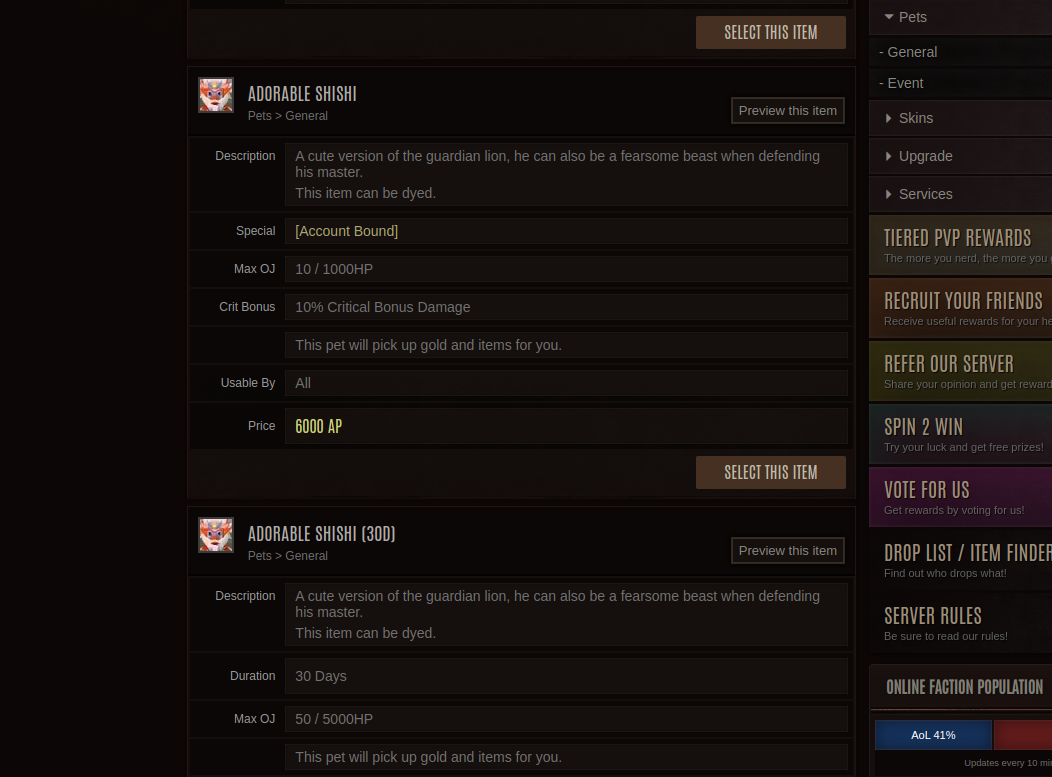 SELECT THIS ITEM
ADORABLE SHISHI
Pets > General
Preview this item
Description
A cute version of the guardian lion, he can also be a fearsome beast when defending
his master.
This item can be dyed.
Special
[Account Bound]
Max OJ
10 / 1000HP
Crit Bonus
10% Critical Bonus Damage
This pet will pick up gold and items for you.
Usable By
All
Price
6000 AP
SELECT THIS ITEM
ADORABLE SHISHI (30D)
Pets > General
Preview this item
Description
A cute version of the guardian lion, he can also be a fearsome beast when defending
his master.
This item can be dyed.
Duration
30 Days
Max OJ
50 / 5000HP
This pet will pick up gold and items for you.
Pets
- General
- Event
Skins
Upgrade
Services
TIERED PVP REWARDS
The more you nerd, the more you
RECRUIT YOUR FRIENDS
Receive useful rewards for your he
REFER OUR SERVER
Share your opinion and get reward
SPIN 2 WIN
Try your luck and get free prizes!
VOTE FOR US
Get rewards by voting for us!
DROP LIST / ITEM FINDER
Find out who drops what!
SERVER RULES
Be sure to read our rules!
ONLINE FACTION POPULATION
AoL 41%
Updates every 10 min